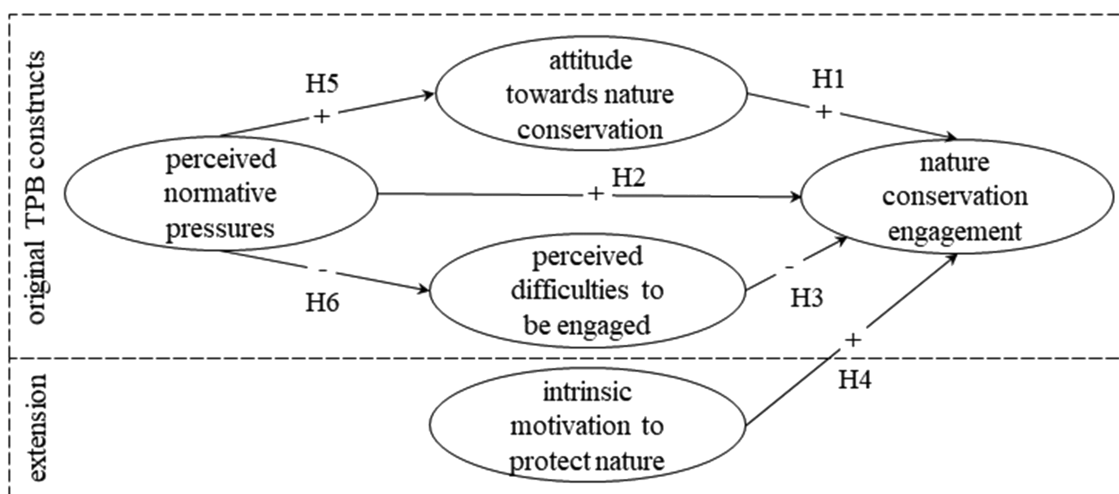 original TPB constructs
H5
+
attitude
towards nature
conservation
H1
+
perceived
normative
pressures
+
H2
nature
conservation
engagement
-
H6
perceived
difficulties to
be engaged
-
H3
+
H4
extension
intrinsic
motivation to
protect nature